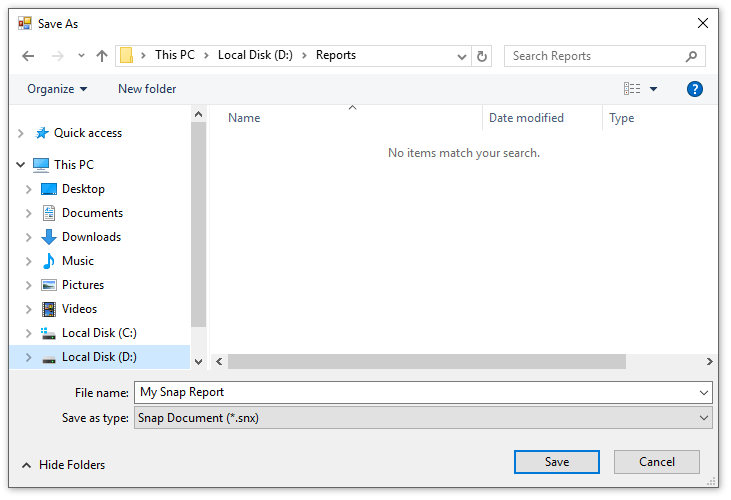 Save As
This PC > Local Disk (D:) > Reports
Search Reports
Organize
New folder
?
Name
Date modified
Type
No items match your search.
Quick access
This PC
Desktop
Documents
Downloads
Music
Pictures
Videos
Local Disk (C:)
Local Disk (D:)
File name: My Snap Report
Save as type: Snap Document (*.snx)
Hide Folders
Save
Cancel